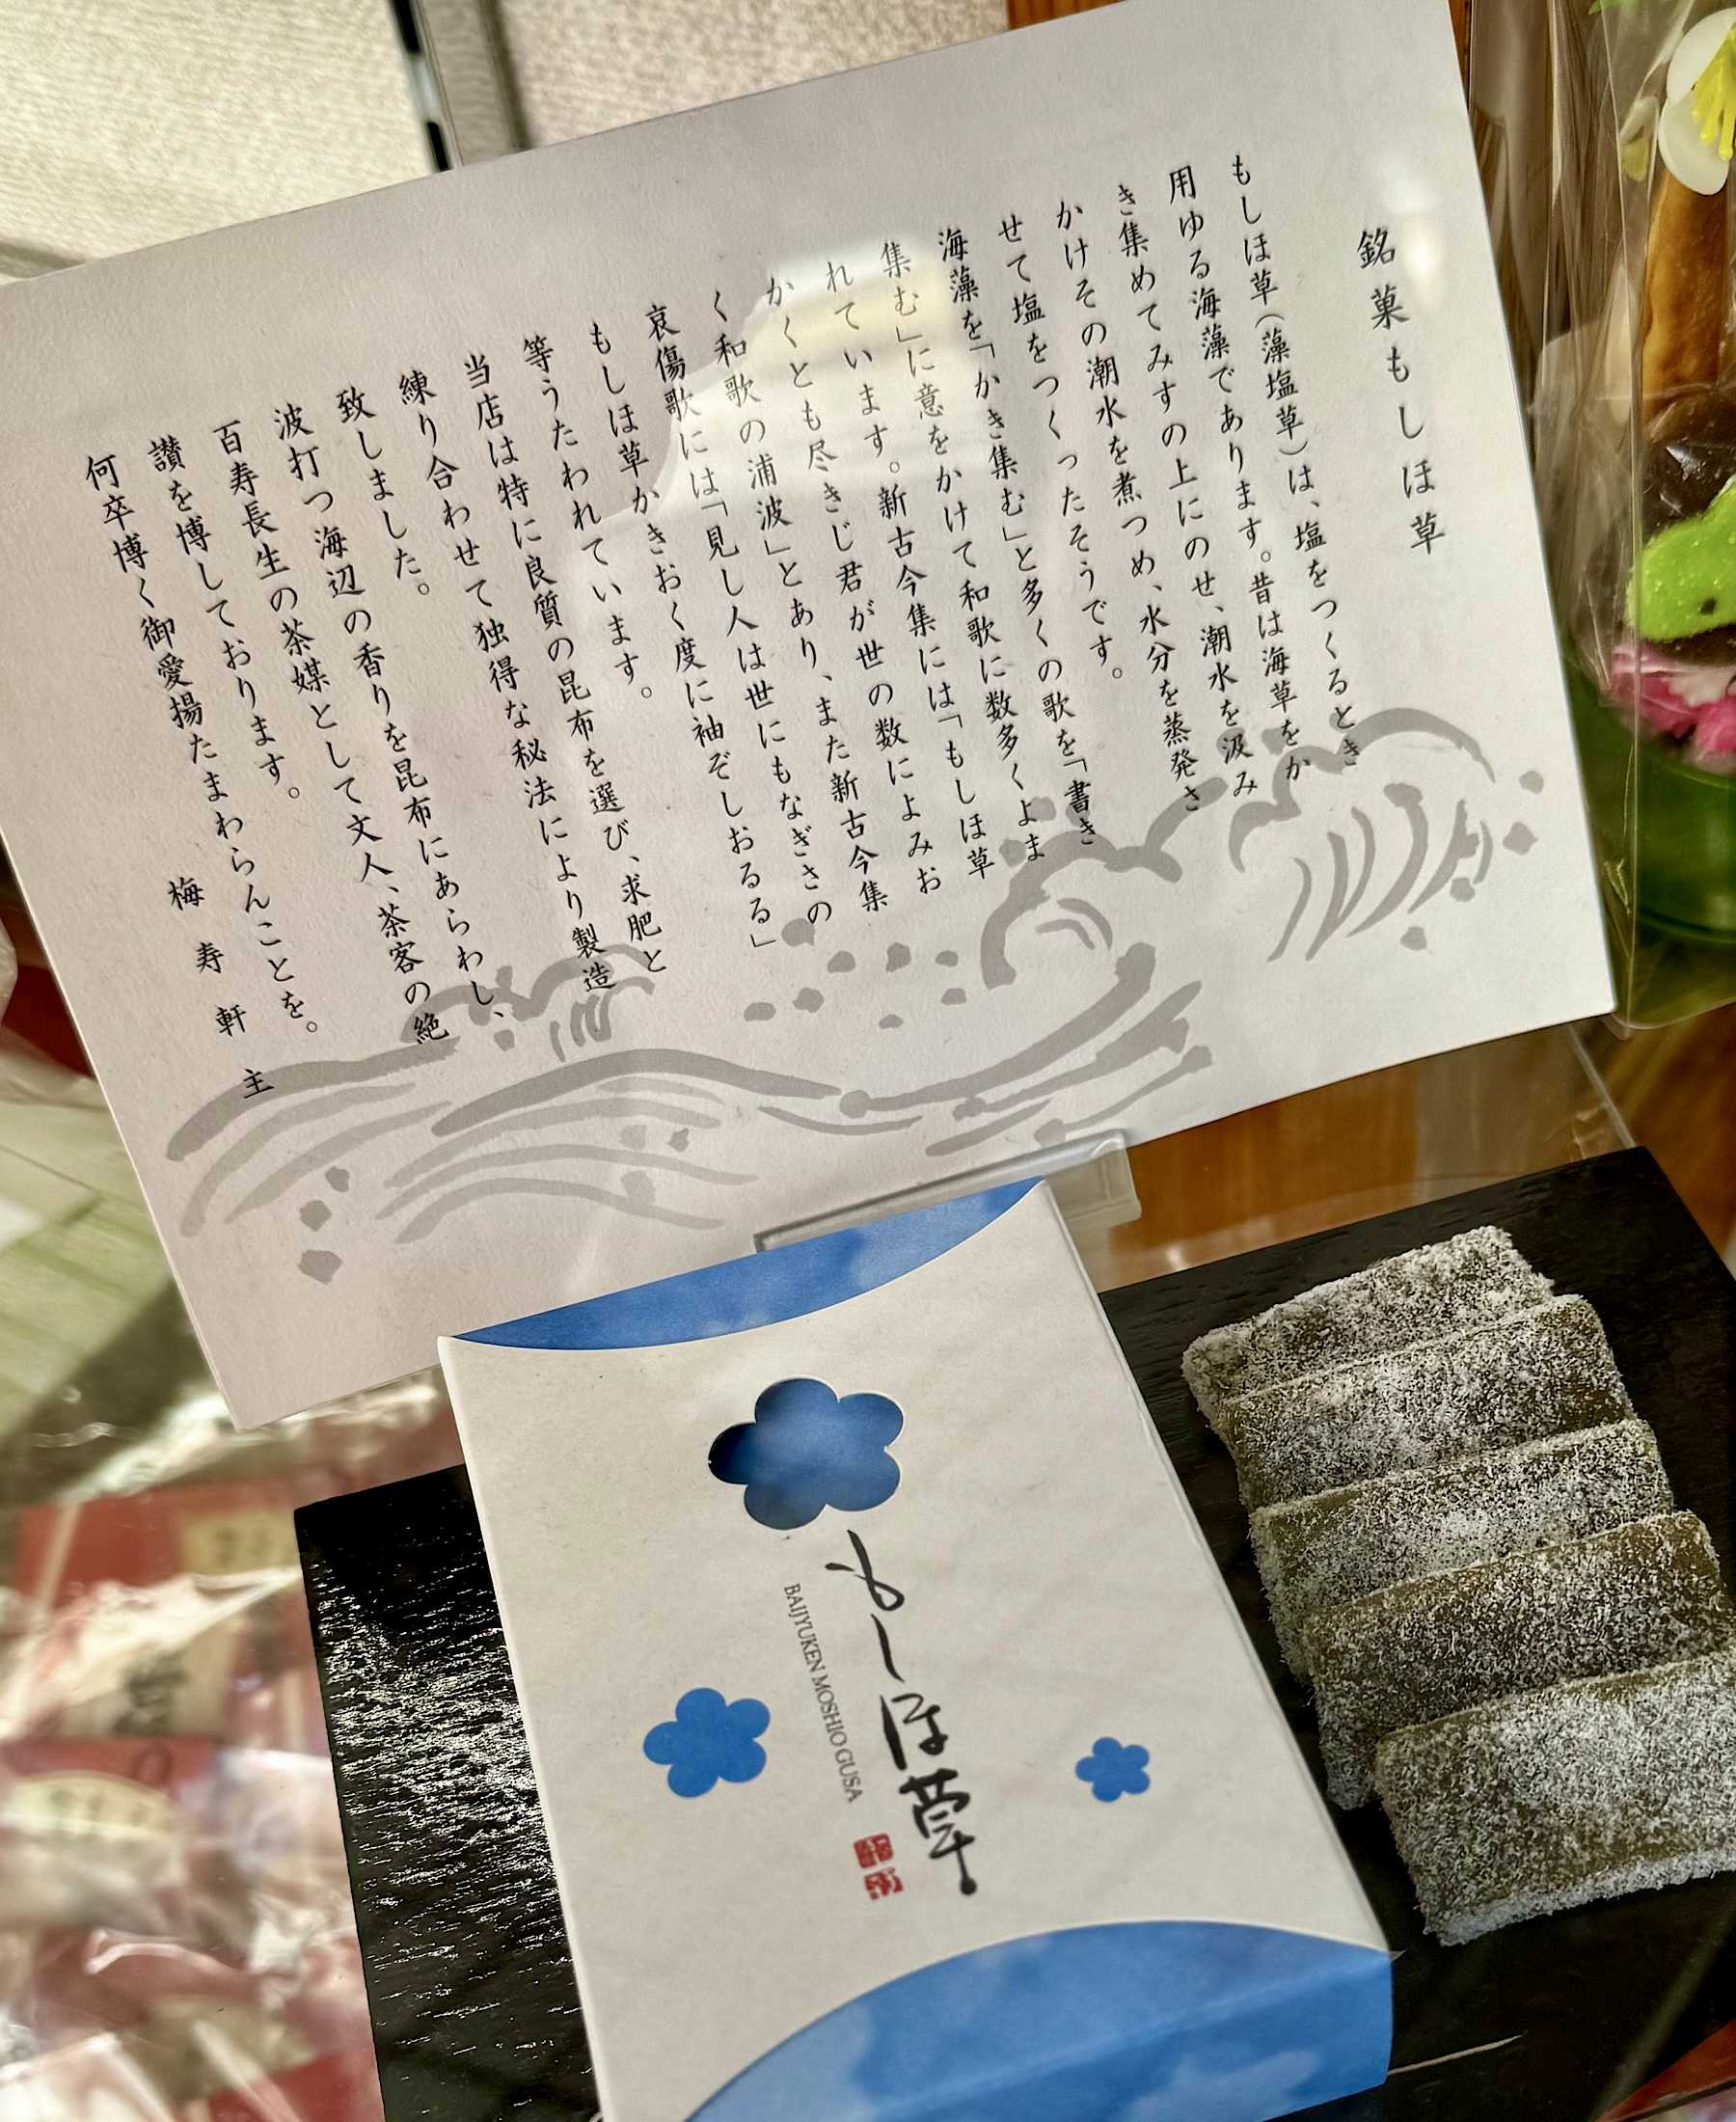 銘菓もしほ草
もしほ草（藻塩草）は、塩をつくるとき
用ゆる海藻であります。昔は海草をか
き集めてみすの上にのせ、潮水を汲み
かけその潮水を煮つめ、水分を蒸発さ
せて塩をつくったそうです。
海藻を「かき集む」と多くの歌を「書き
集む」に意をかけて和歌に数多くよま
れています。新古今集には「もしほ草
かくとも尽きじ君が世の数によみお
く和歌の浦波」とあり、また新古今集
哀傷歌には「見し人は世にもなぎさの
もしほ草かきおく度に袖ぞしおるる」
等うたわれています。
当店は特に良質の昆布を選び、求肥と
練り合わせて独得な秘法により製造
致しました。
波打つ海辺の香りを昆布にあらわし、
百寿長生の茶媒として文人、茶客の絶
讃を博しております。
何卒博く御愛揚たまわらんことを。
梅寿軒主
もしほ草
BAIJYUKEN MOSHIO GUSA